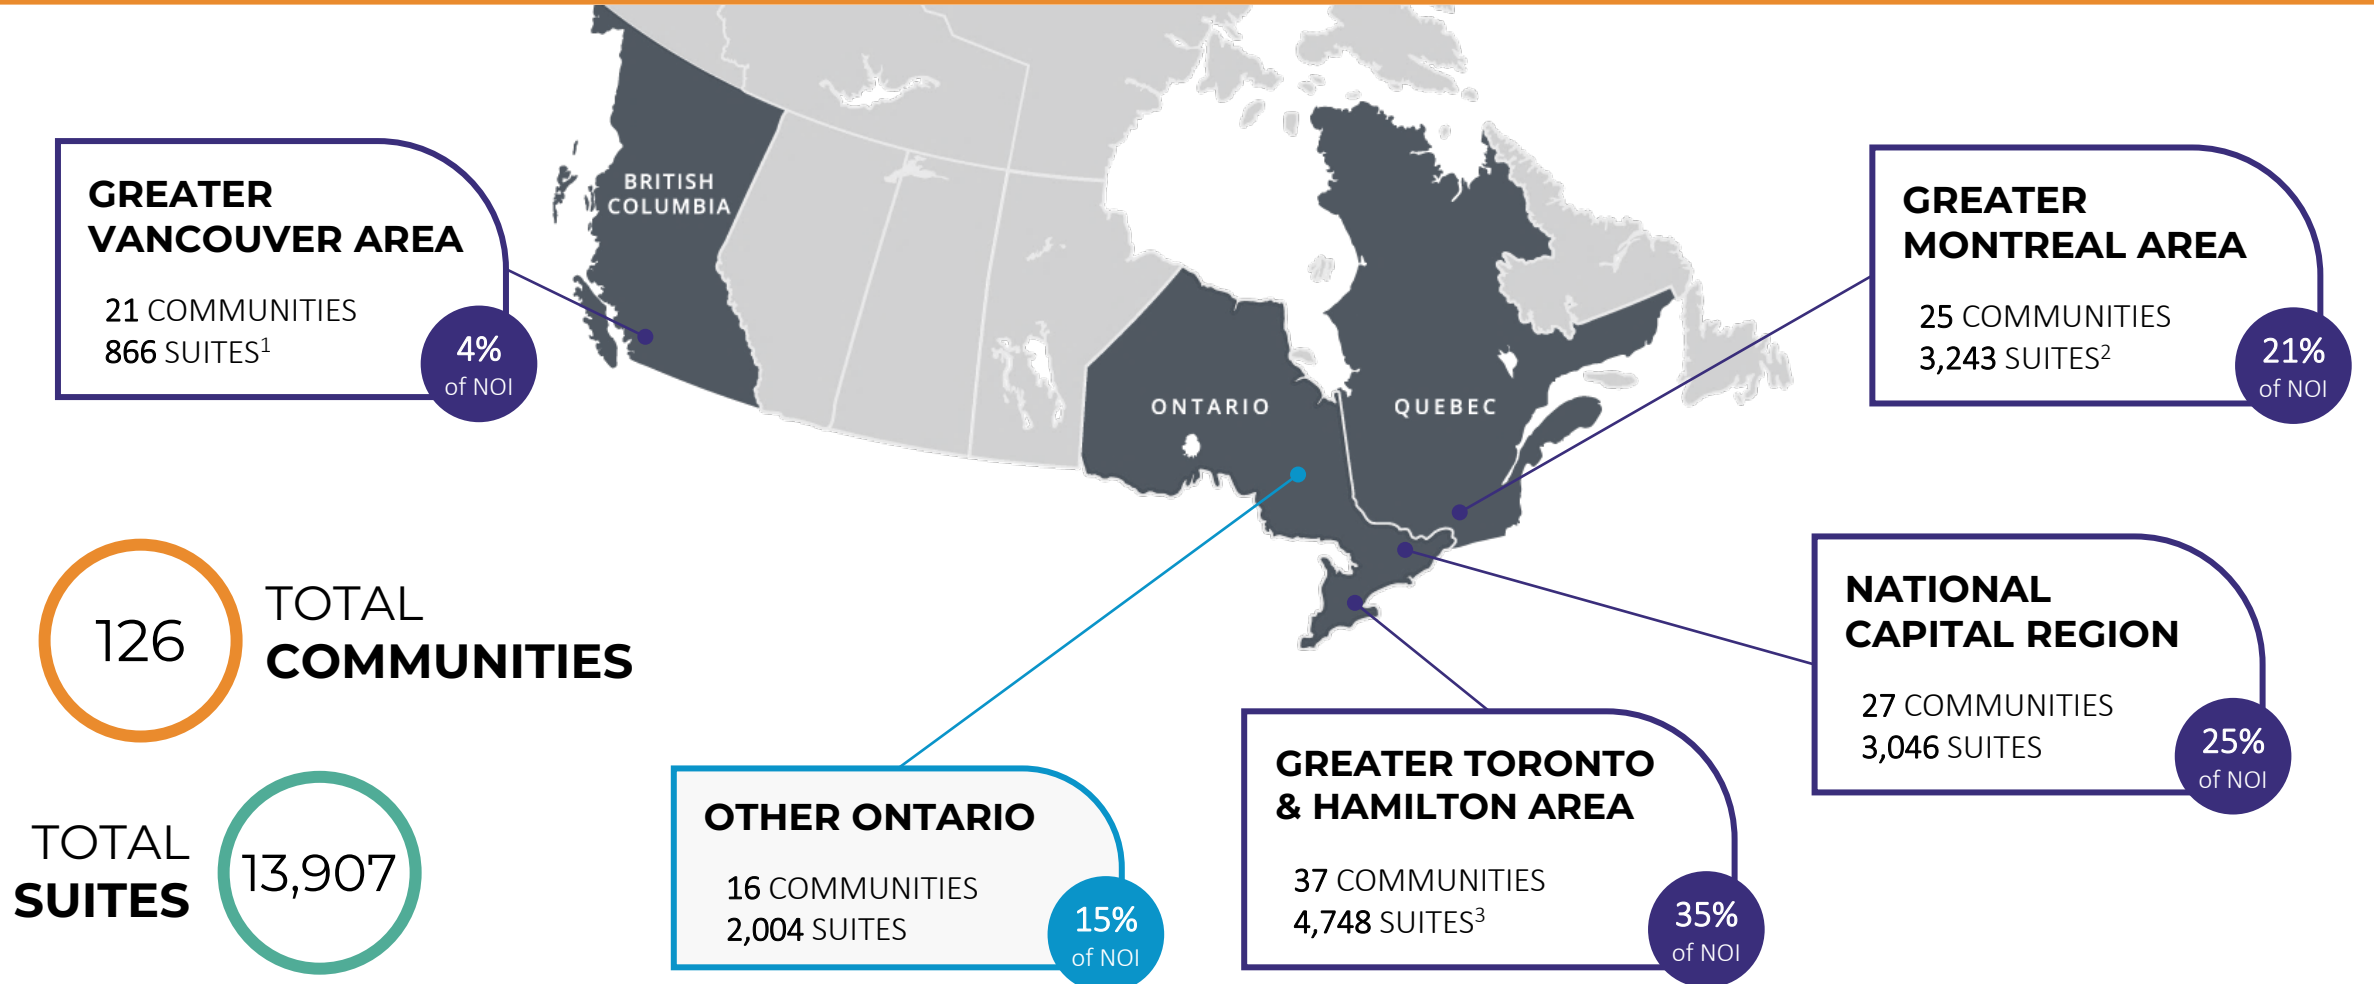 BRITISH
COLUMBIA
ONTARIO
QUEBEC
GREATER
VANCOUVER AREA
21 COMMUNITIES
866 SUITES¹
4%
of NOI
GREATER
MONTREAL AREA
25 COMMUNITIES
3,243 SUITES²
21%
of NOI
126
TOTAL
COMMUNITIES
NATIONAL
CAPITAL REGION
27 COMMUNITIES
3,046 SUITES
25%
of NOI
TOTAL
SUITES
13,907
OTHER ONTARIO
16 COMMUNITIES
2,004 SUITES
15%
of NOI
GREATER TORONTO
& HAMILTON AREA
37 COMMUNITIES
4,748 SUITES³
35%
of NOI